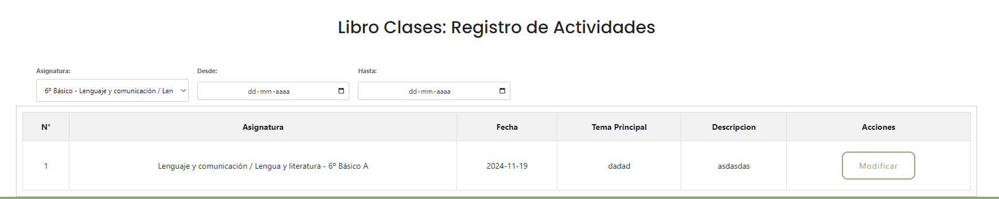 Libro Clases: Registro de Actividades
Asignatura: Desde: Hasta:
6º Básico - Lenguaje y comunicación / Len dd-mm-aaaa dd-mm-aaaa
N° Asignatura Fecha Tema Principal Descripcion Acciones
1 Lenguaje y comunicación / Lengua y literatura - 6º Básico A 2024-11-19 dadad asdasdas Modificar